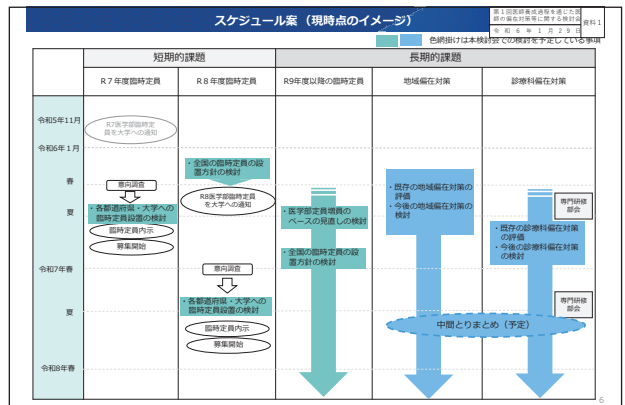 スケジュール案（現時点のイメージ）
第１回医師養成過程を通じた医
師の偏在対策等に関する検討会
令和６年１月２９日
資料１
色網掛けは本検討会での検討を予定している事項
短期的課題
長期的課題
Ｒ７年度臨時定員
Ｒ８年度臨時定員
R9年度以降の臨時定員
地域偏在対策
診療科偏在対策
令和5年11月
R7医学部臨時定
員を大学への通知
令和6年１月
・全国の臨時定員の設
置方針の検討
春
意向調査
R8医学部臨時定員
を大学への通知
・既存の地域偏在対策の
評価
・今後の地域偏在対策の
検討
専門研修
部会
夏
・各都道府県・大学への
臨時定員設置の検討
・医学部定員増員の
ベースの見直しの検討
臨時定員内示
募集開始
・既存の診療科偏在対策
の評価
・今後の診療科偏在対策
の検討
・全国の臨時定員の設
置方針の検討
令和7年春
意向調査
・各都道府県・大学への
臨時定員設置の検討
専門研修
部会
夏
臨時定員内示
中間とりまとめ（予定）
募集開始
令和8年春
6